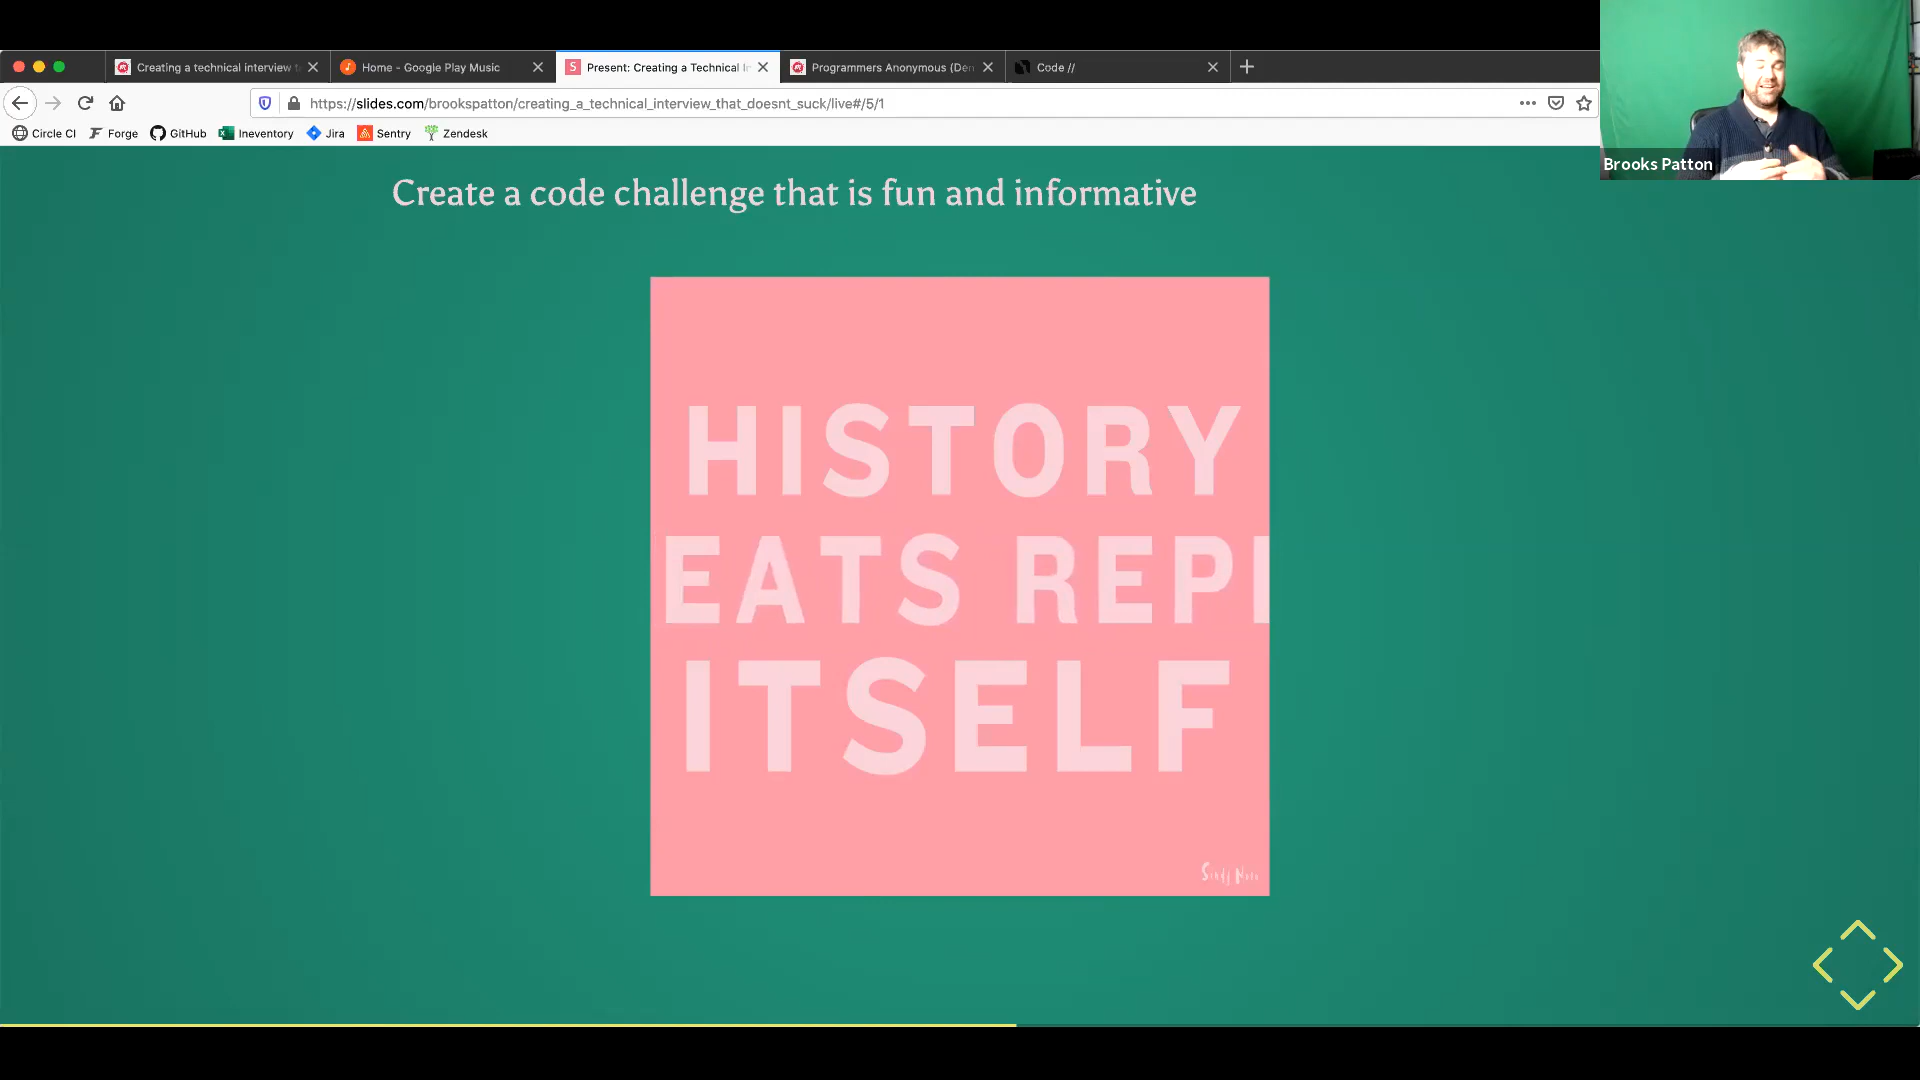 Creating a technical interview
Home - Google Play Music
Present: Creating a Technical
Programmers Anonymous (Den
Code //
https://slides.com/brookspatton/creating_a_technical_interview_that_doesnt_suck/live#/5/1
Circle CI
Forge
GitHub
Ineventory
Jira
Sentry
Zendesk
Brooks Patton
Create a code challenge that is fun and informative
HISTORY
EATS REP
ITSELF